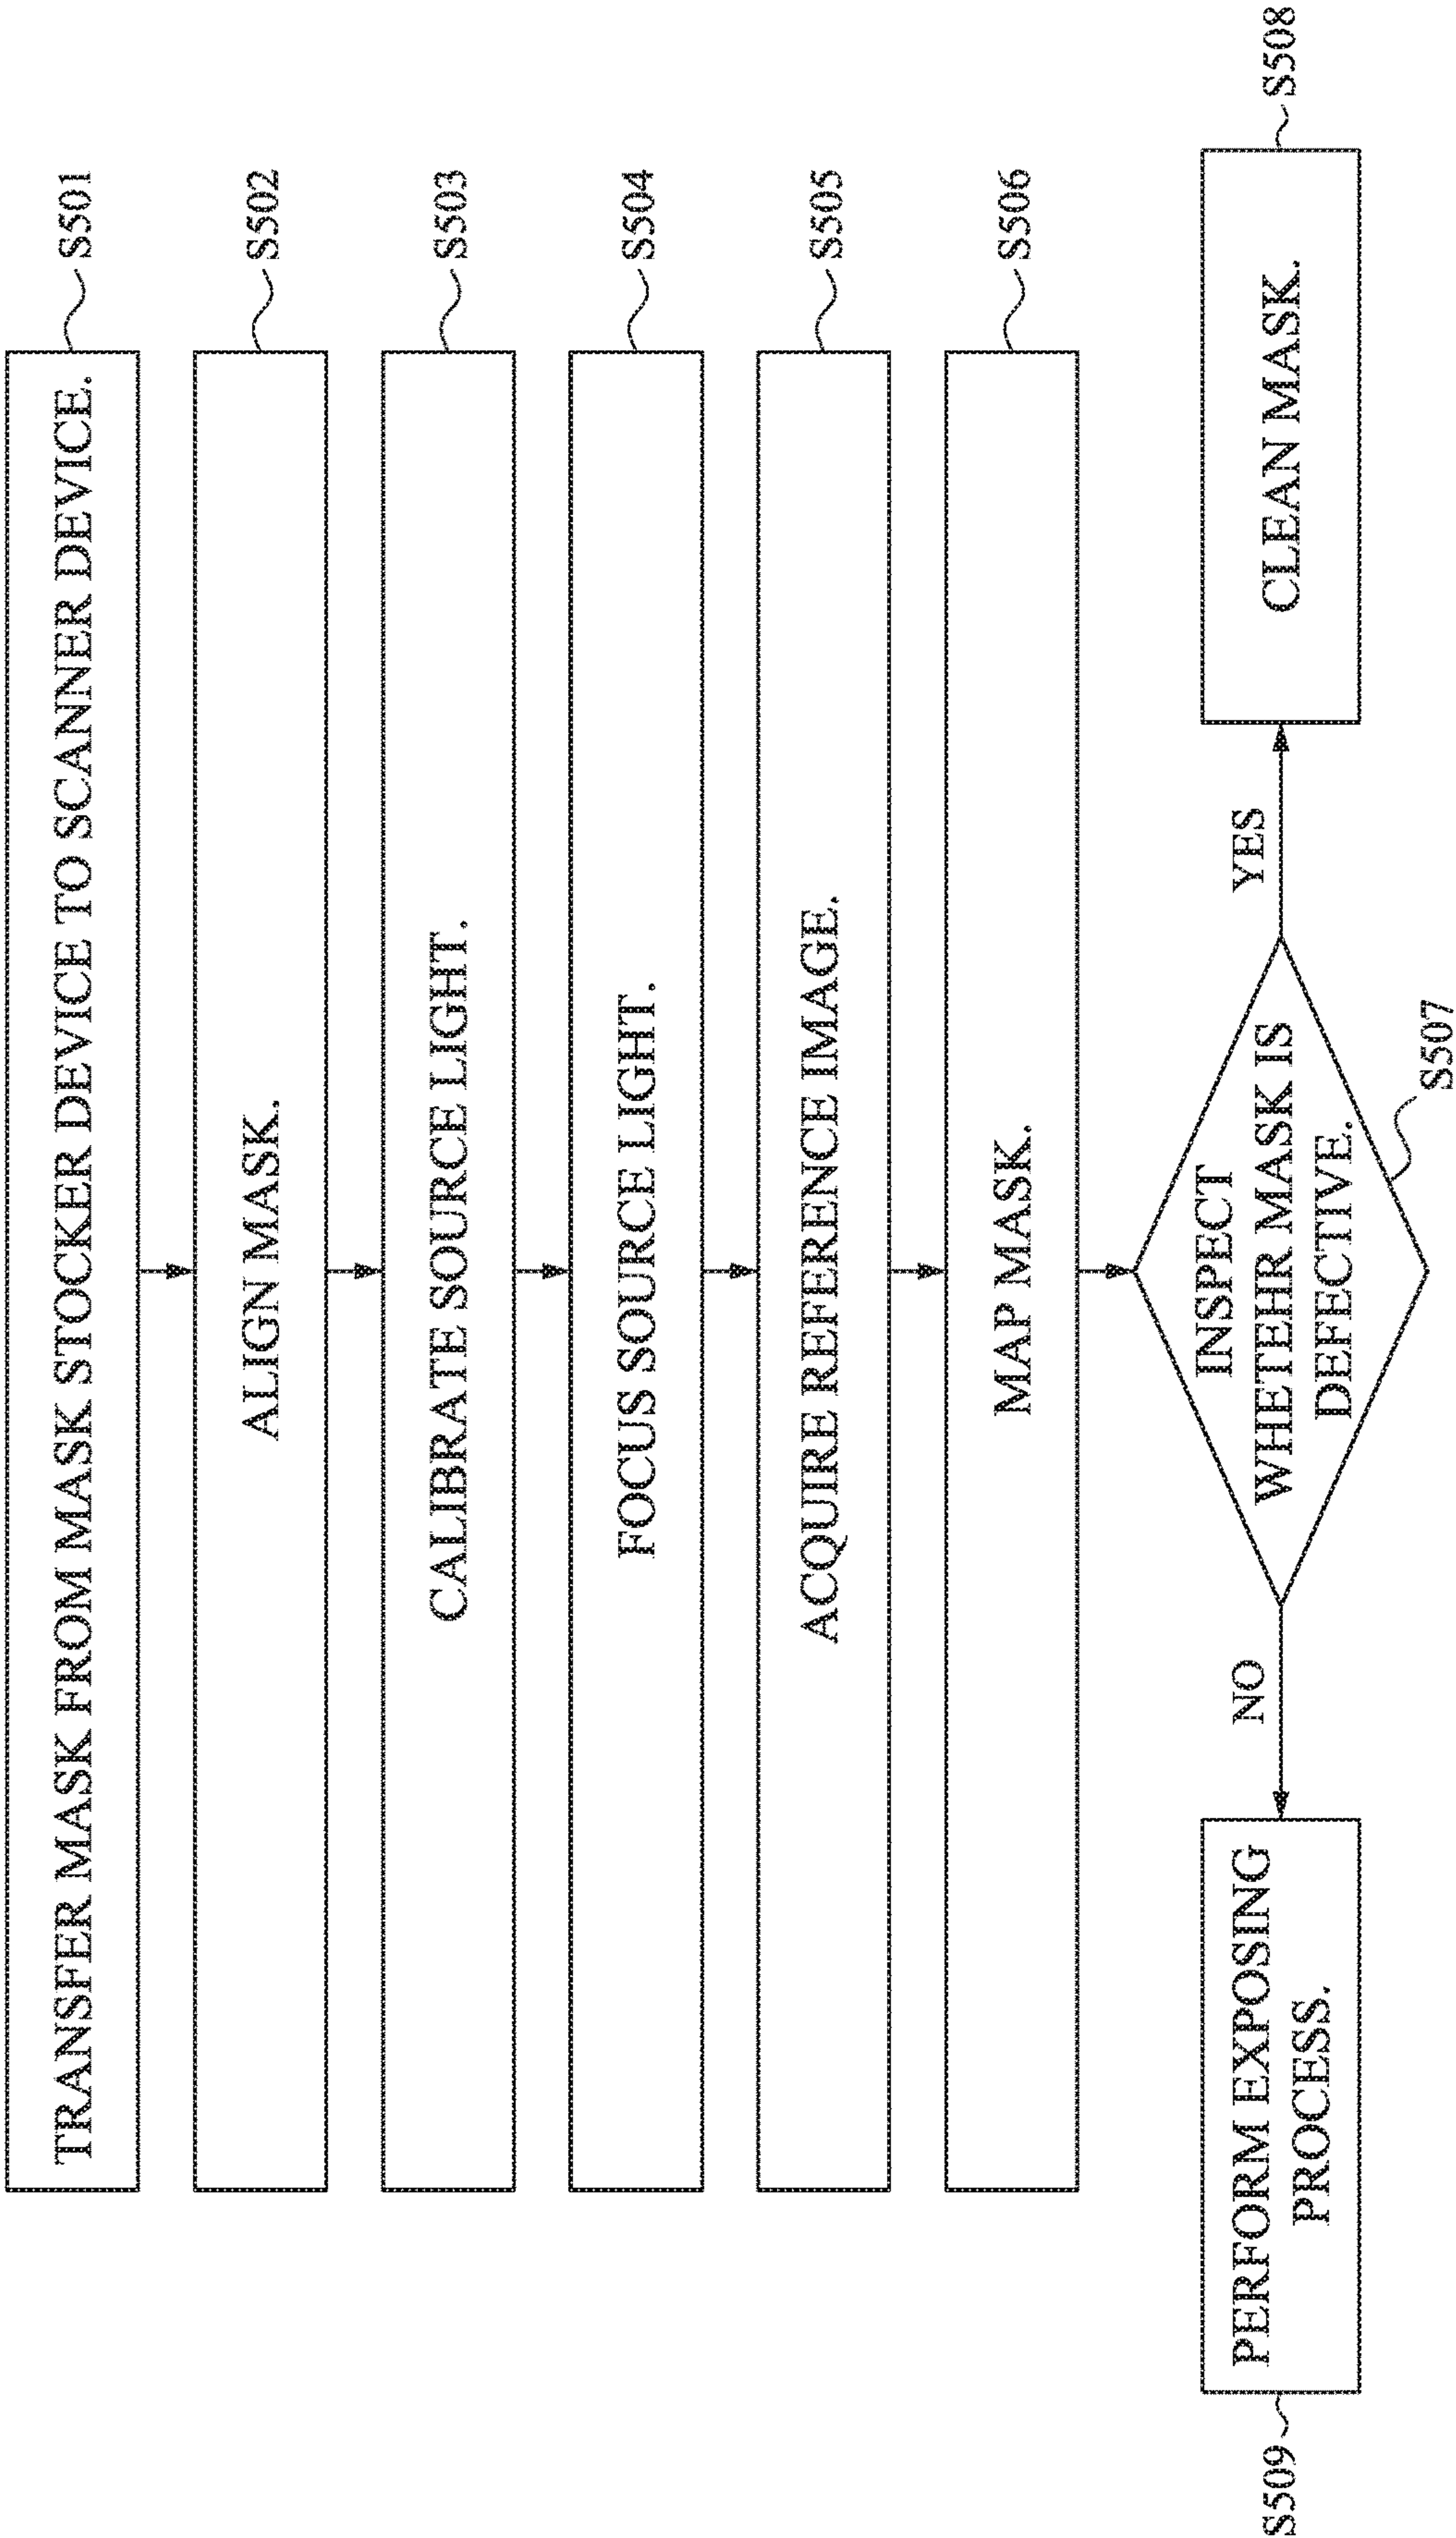 TRANSFER MASK FROM MASK STOCKER DEVICE TO SCANNER DEVICE.
S501
ALIGN MASK.
S502
CALIBRATE SOURCE LIGHT.
S503
FOCUS SOURCE LIGHT.
S504
ACQUIRE REFERENCE IMAGE.
S505
MAP MASK.
S506
INSPECT
WHETEHR MASK IS
DEFECTIVE.
S507
NO
YES
S509
PERFORM EXPOSING
PROCESS.
CLEAN MASK.
S508